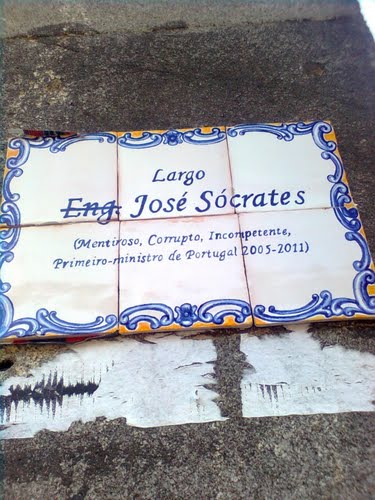 Largo
Eng. José Sócrates
(Mentiroso, Corrupto, Incompetente,
Primeiro-ministro de Portugal 2005-2011)